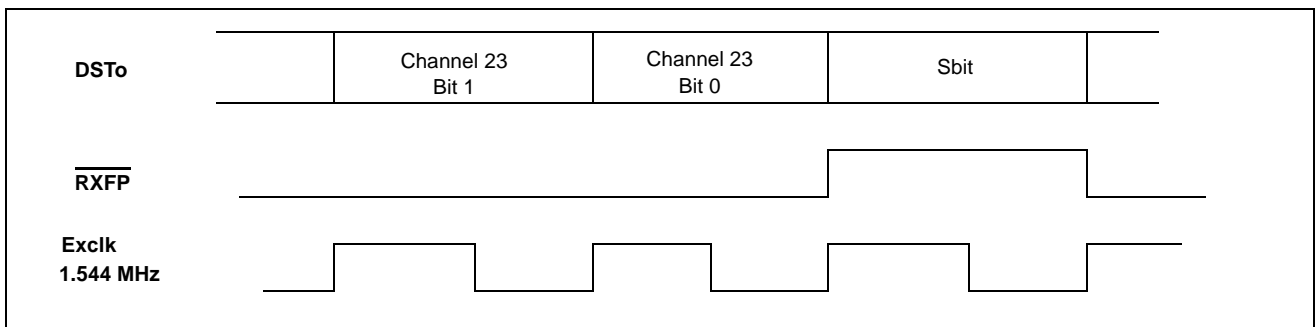 DSTo
Channel 23
Bit 1
Channel 23
Bit 0
Sbit
RXFP
Exclk
1.544 MHz